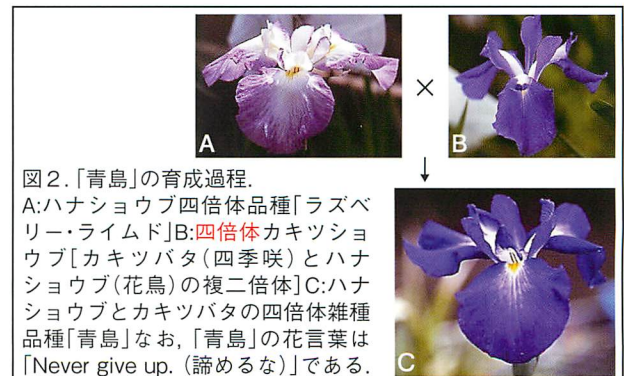 A
×
B
↓
図2.「青島」の育成過程.
A:ハナショウブ四倍体品種「ラズベ
リー・ライムド」B:四倍体カキツショ
ウブ[カキツバタ(四季咲)とハナ
ショウブ(花鳥)の複二倍体]C:ハナ
ショウブとカキツバタの四倍体雑種
品種「青島」なお,「青島」の花言葉は
「Never give up. (諦めるな)」である.
C